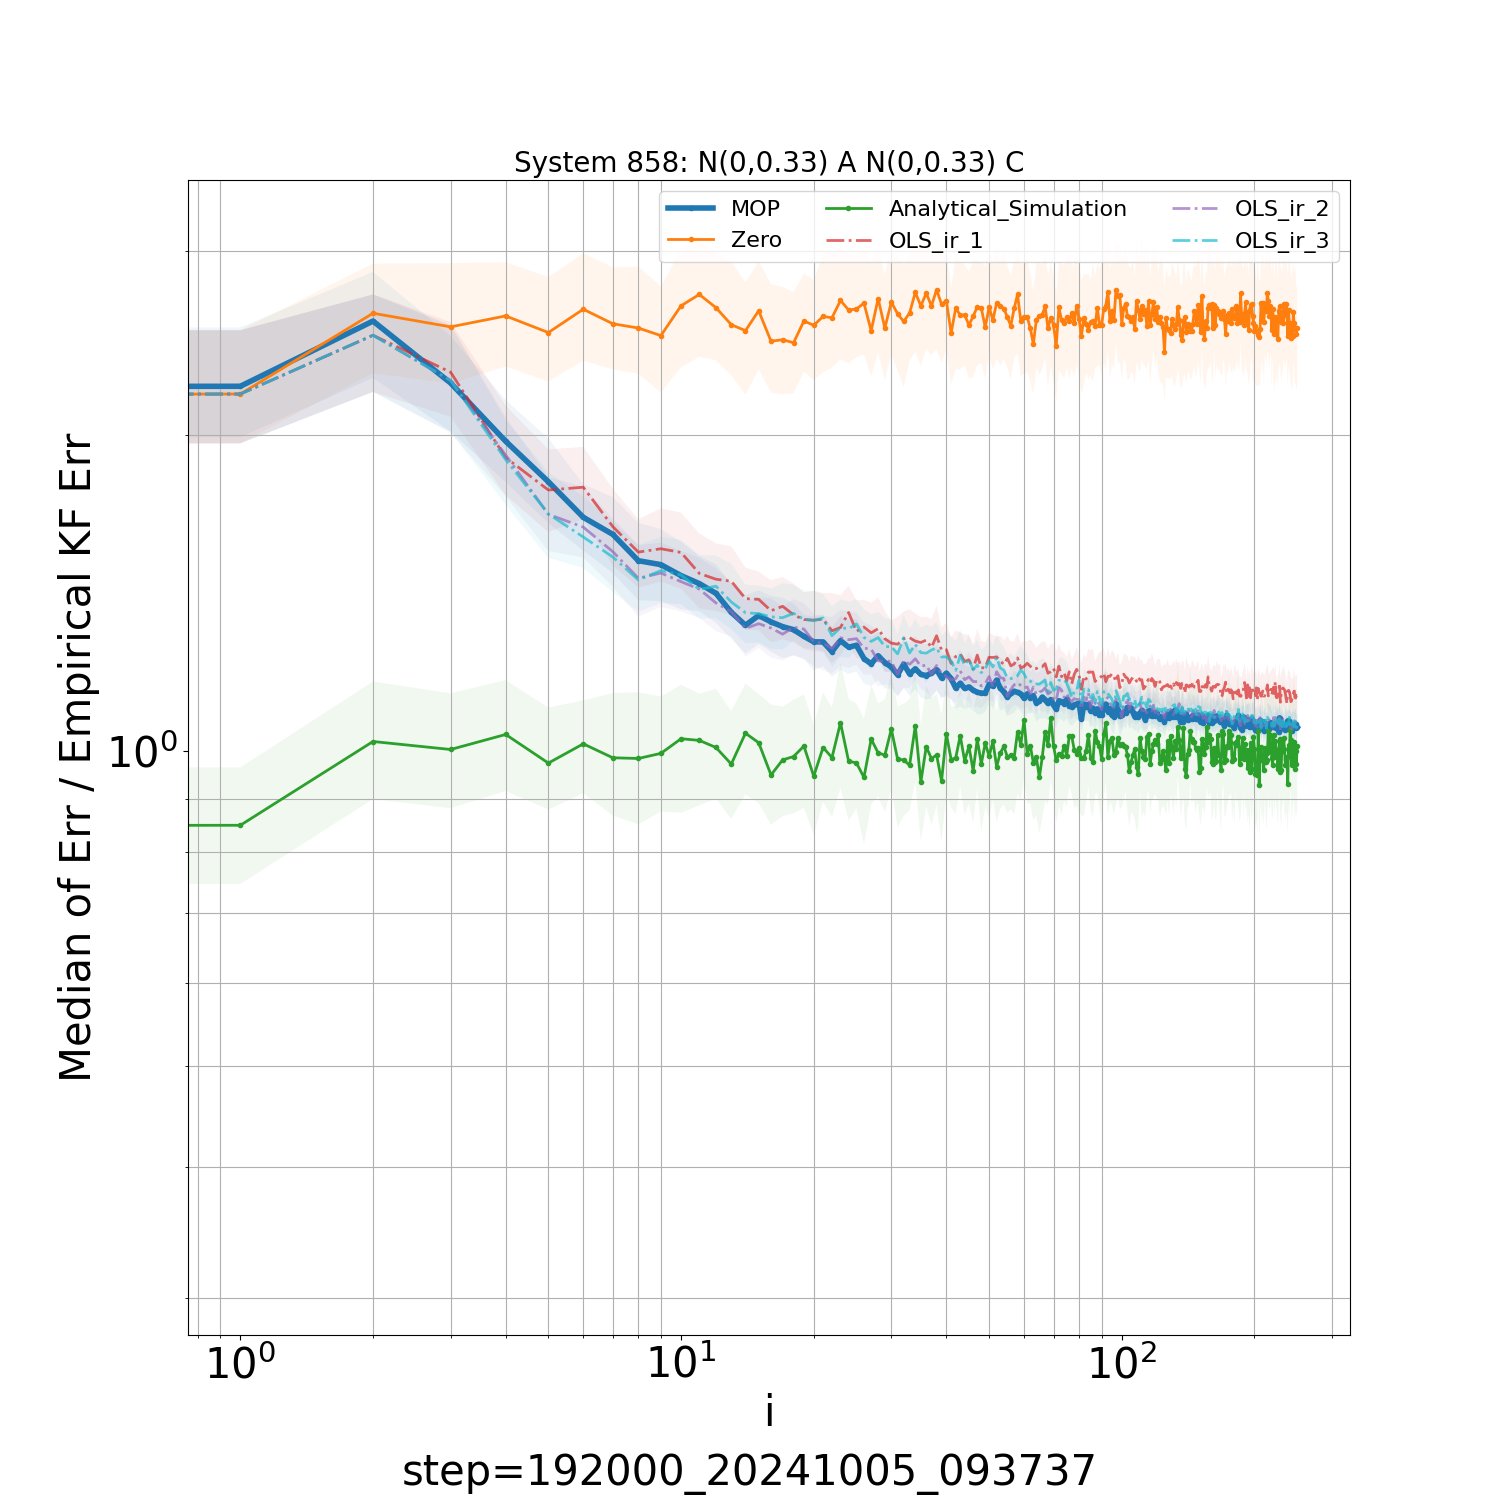 System 858: N(0,0.33) A N(0,0.33) C
MOP
Zero
Analytical_Simulation
OLS_ir_1
OLS_ir_2
OLS_ir_3
Median of Err / Empirical KF Err
10⁰
10⁰
10¹
10²
i
step=192000_20241005_093737